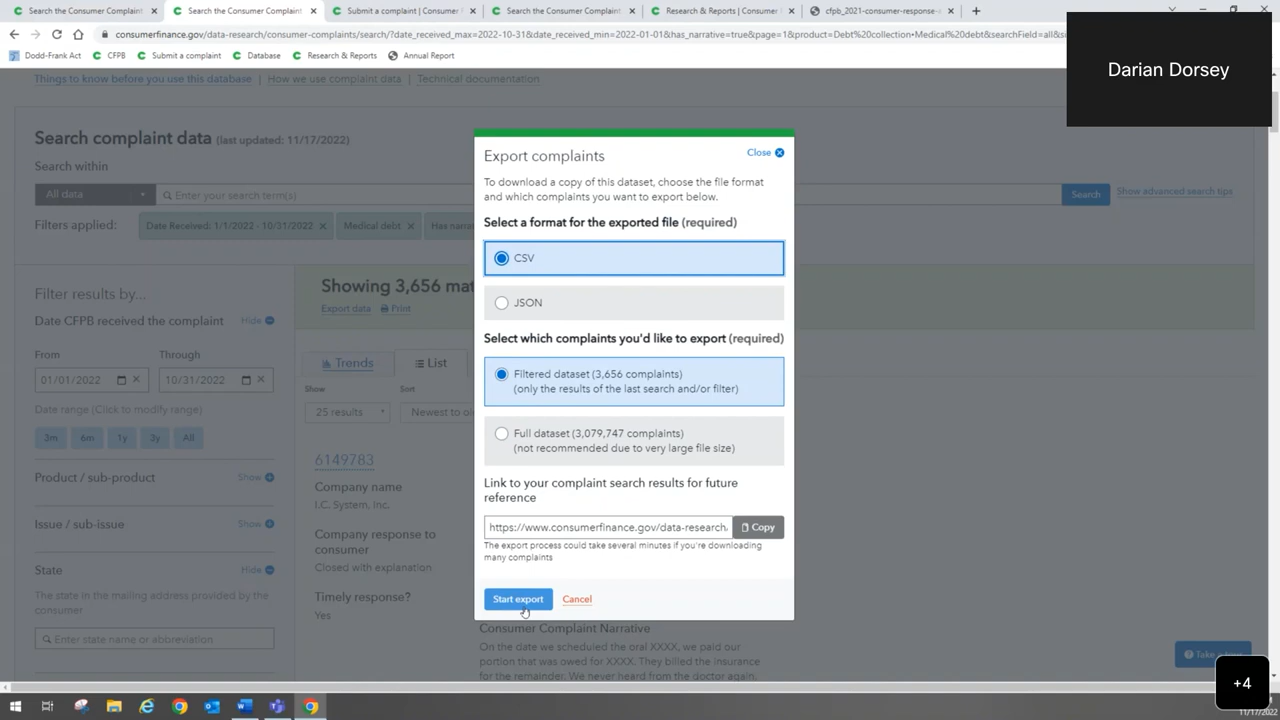 Search the Consumer Complaint
Search the Consumer Complaint
Submit a complaint | Consumer F
Search the Consumer Complaint
Research & Reports | Consumer
cfpb_2021-consumer-response-
consumerfinance.gov/data-research/consumer-complaints/search/?date_received_max=2022-10-31&date_received_min=2022-01-01&has_narrative=true&page=1&product=Debt%20collection•Medical%20debt&searchField=all&
Dodd-Frank Act
CFPB
Submit a complaint
Database
Research & Reports
Annual Report
Darian Dorsey
Things to know before you use this database
How we use complaint data
Technical documentation
Search complaint data (last updated: 11/17/2022)
Search within
All data
Enter your search term(s)
Search
Show advanced search tips
Filters applied:
Date Received: 1/1/2022 - 10/31/2022
Medical debt
Has narra
Filter results by...
Date CFPB received the complaint
Hide
From
Through
01/01/2022
10/31/2022
Date range (Click to modify range)
3m
6m
1y
3y
All
Product / sub-product
Show
Issue / sub-issue
Show
State
Hide
The state in the mailing address provided by the
consumer
Enter state name or abbreviation
Showing 3,656 mat
Export data
Print
Trends
List
Show
Sort
25 results
Newest to ol
6149783
Company name
I.C. System, Inc.
Company response to
consumer
Closed with explanation
Timely response?
Yes
Export complaints
Close
To download a copy of this dataset, choose the file format
and which complaints you want to export below.
Select a format for the exported file (required)
CSV
JSON
Select which complaints you'd like to export (required)
Filtered dataset (3,656 complaints)
(only the results of the last search and/or filter)
Full dataset (3,079,747 complaints)
(not recommended due to very large file size)
Link to your complaint search results for future
reference
https://www.consumerfinance.gov/data-research
Copy
The export process could take several minutes if you're downloading
many complaints
Start export
Cancel
Consumer Complaint Narrative
On the date we scheduled the oral XXXX, we paid our
portion that was owed for XXXX. They billed the insurance
for the remainder. We never heard from the doctor again.
Take a
+4
11/17/2022